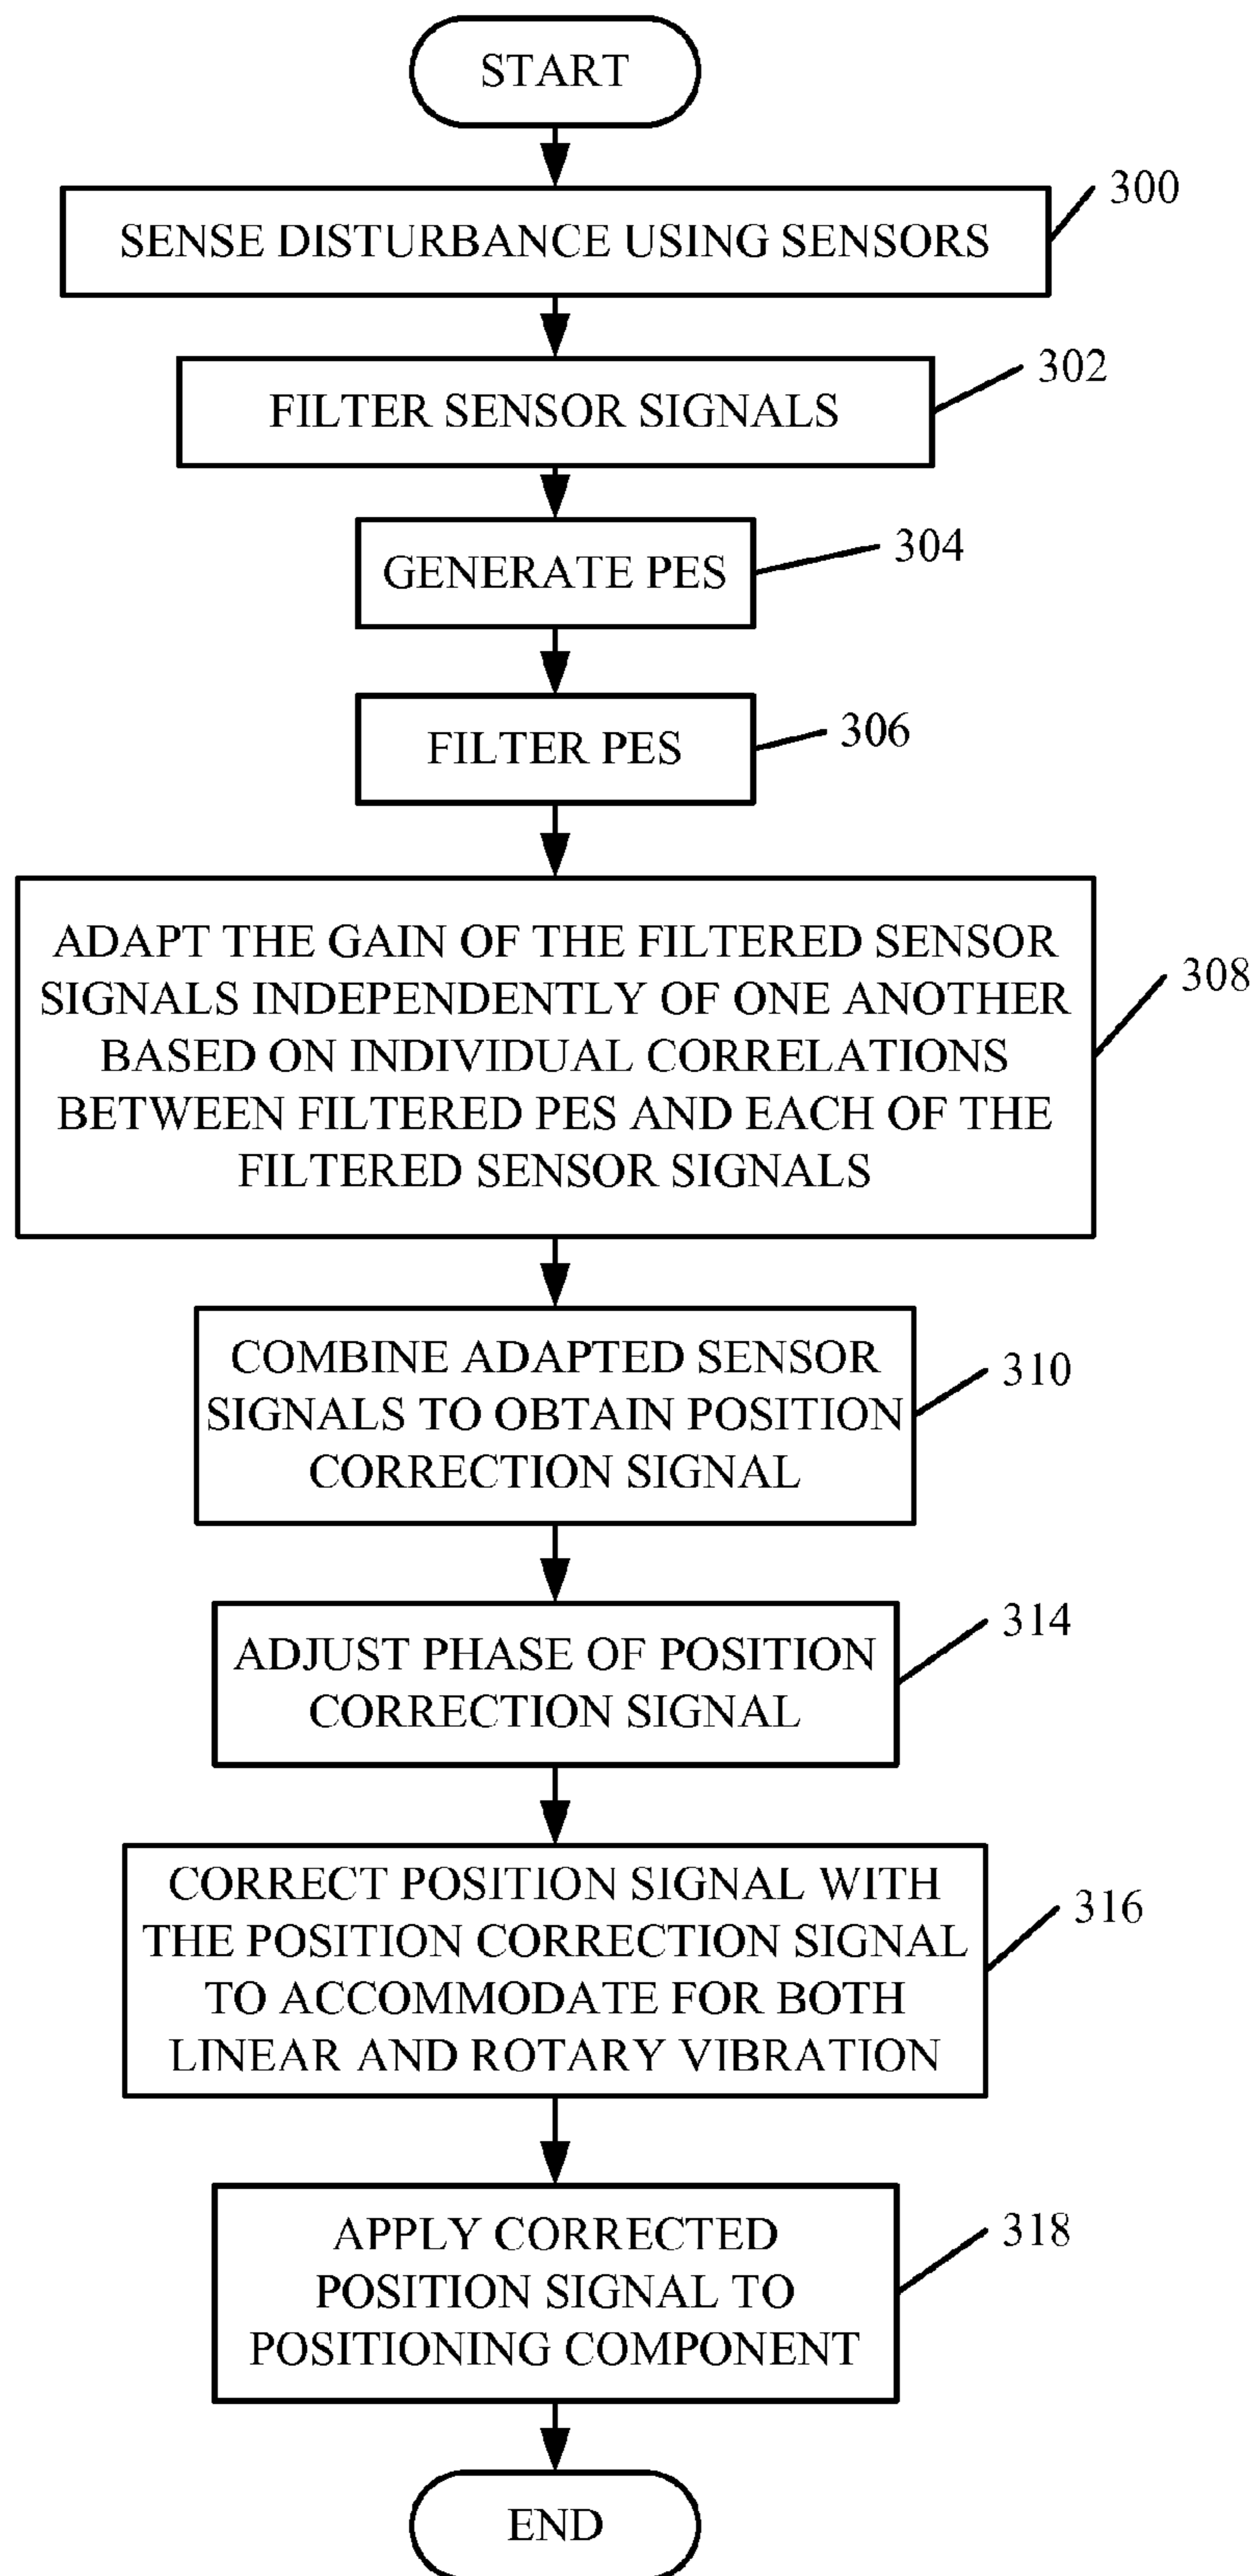 START
300
SENSE DISTURBANCE USING SENSORS
302
FILTER SENSOR SIGNALS
304
GENERATE PES
306
FILTER PES
308
ADAPT THE GAIN OF THE FILTERED SENSOR
SIGNALS INDEPENDENTLY OF ONE ANOTHER
BASED ON INDIVIDUAL CORRELATIONS
BETWEEN FILTERED PES AND EACH OF THE
FILTERED SENSOR SIGNALS
310
COMBINE ADAPTED SENSOR
SIGNALS TO OBTAIN POSITION
CORRECTION SIGNAL
314
ADJUST PHASE OF POSITION
CORRECTION SIGNAL
316
CORRECT POSITION SIGNAL WITH
THE POSITION CORRECTION SIGNAL
TO ACCOMMODATE FOR BOTH
LINEAR AND ROTARY VIBRATION
318
APPLY CORRECTED
POSITION SIGNAL TO
POSITIONING COMPONENT
END